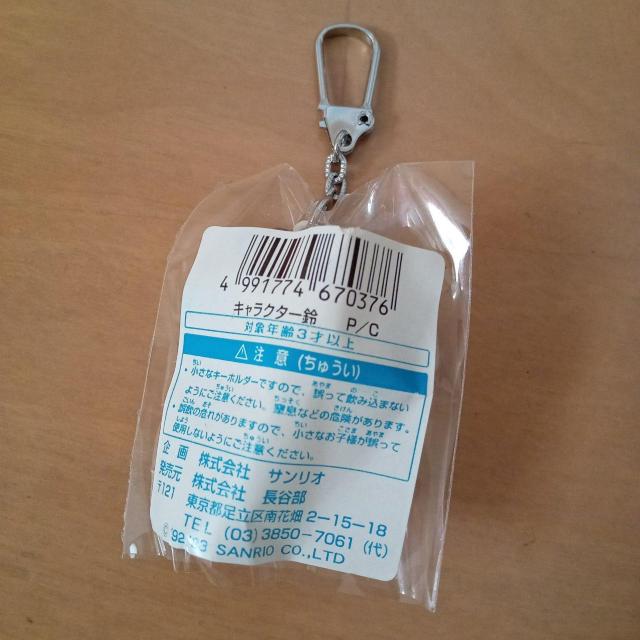 4 991774 670376
キャラクター鈴 P/C
対象年齢3才以上
⚠注意(ちゅうい)
・小さなキーホルダーですので、誤って飲み込まない
ようにご注意ください。窒息などの危険があります。
・誤飲の危れがありますので、小さなお子様が誤って
使用しないようにご注意ください。
企画 株式会社 サンリオ
発売元 株式会社 長谷部
〒121 東京都足立区南花畑2-15-18
TEL (03)3850-7061(代)
©'92 SANRIO CO.,LTD